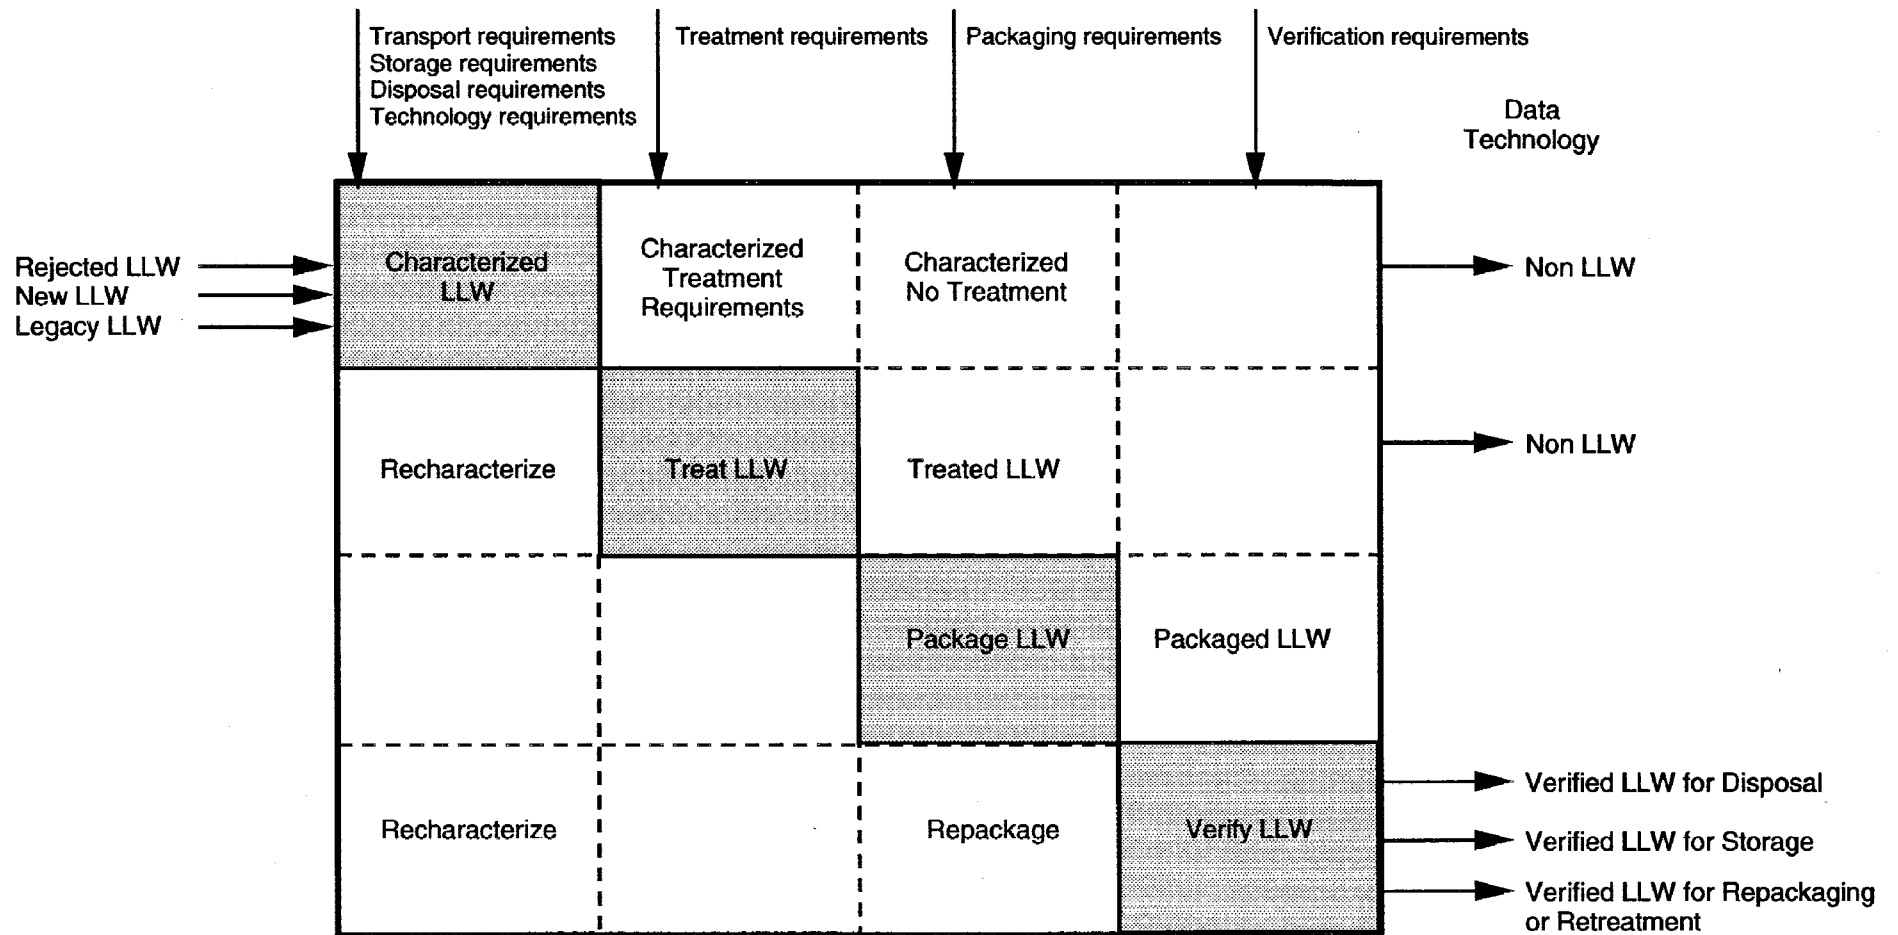 Transport requirements
Storage requirements
Disposal requirements
Technology requirements
Treatment requirements
Packaging requirements
Verification requirements
Data
Technology
Rejected LLW
New LLW
Legacy LLW
Characterized
LLW
Characterized
Treatment
Requirements
Characterized
No Treatment
Non LLW
Recharacterize
Treat LLW
Treated LLW
Non LLW
Package LLW
Packaged LLW
Recharacterize
Repackage
Verify LLW
Verified LLW for Disposal
Verified LLW for Storage
Verified LLW for Repackaging
or Retreatment